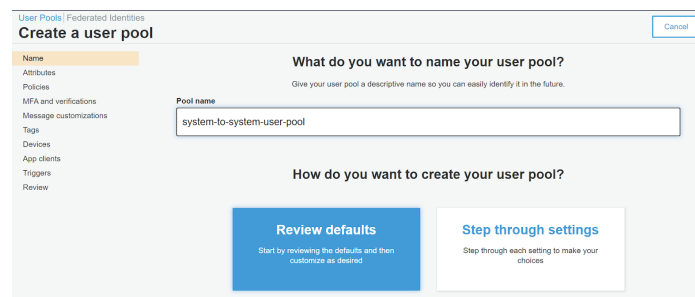 User Pools | Federated Identities
Create a user pool
Cancel
Name
Attributes
Policies
MFA and verifications
Message customizations
Tags
Devices
App clients
Triggers
Review
What do you want to name your user pool?
Give your user pool a descriptive name so you can easily identify it in the future.
Pool name
system-to-system-user-pool
How do you want to create your user pool?
Review defaults
Start by reviewing the defaults and then
customize as desired
Step through settings
Step through each setting to make your
choices